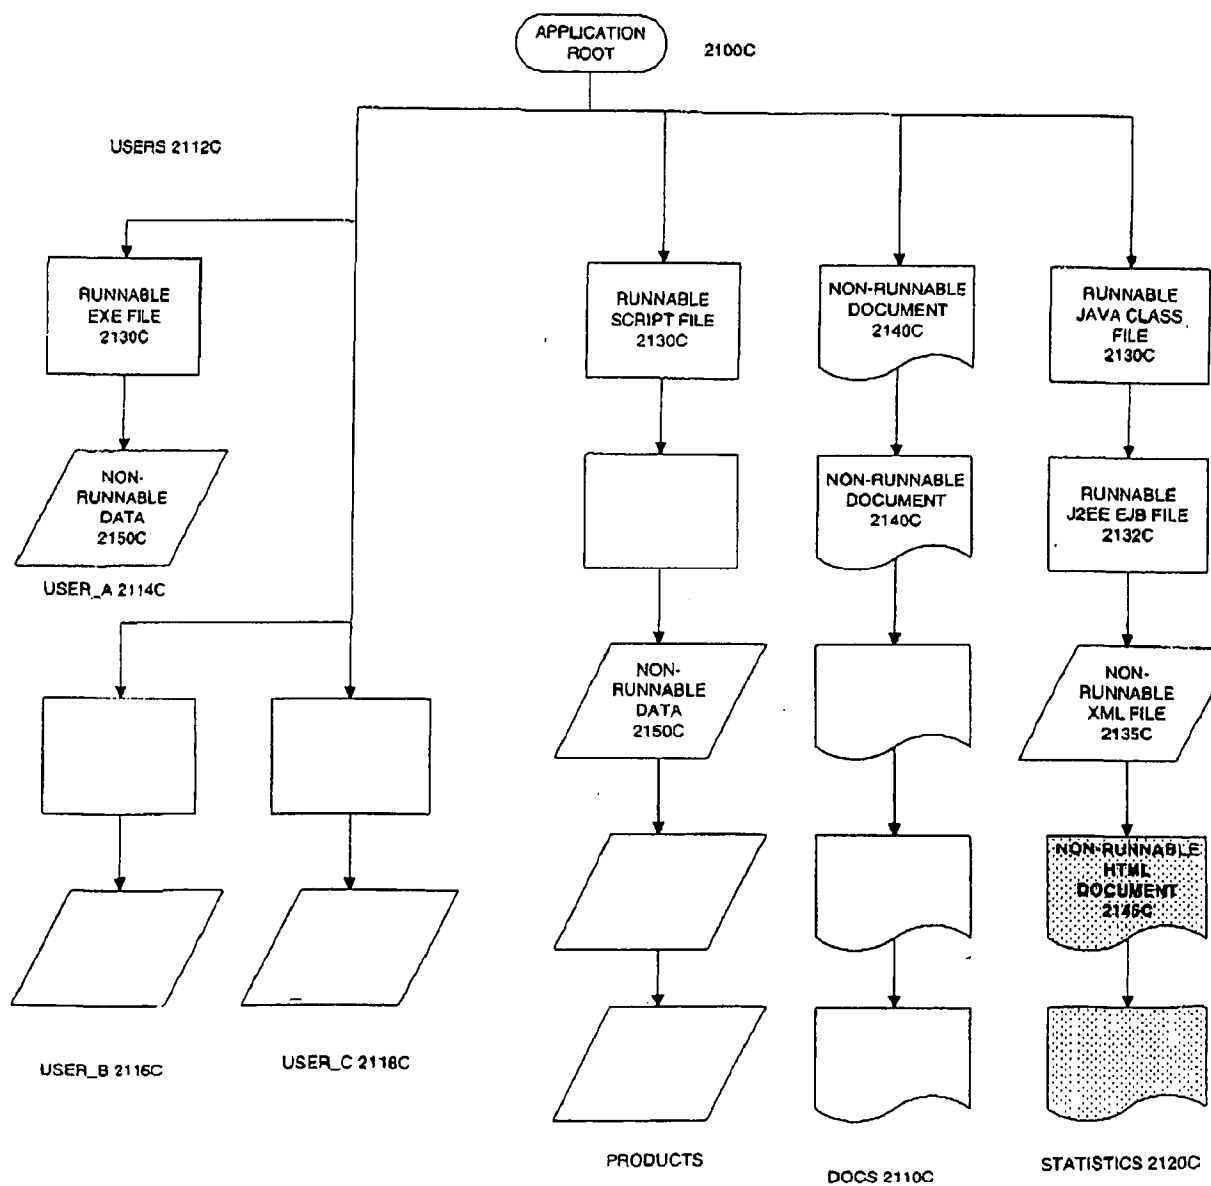 APPLICATION
ROOT
2100C
USERS 2112C
RUNNABLE
EXE FILE
2130C
NON-
RUNNABLE
DATA
2150C
USER_A 2114C
USER_B 2116C
USER_C 2118C
RUNNABLE
SCRIPT FILE
2130C
NON-
RUNNABLE
DATA
2150C
PRODUCTS
NON-RUNNABLE
DOCUMENT
2140C
NON-RUNNABLE
DOCUMENT
2140C
DOCS 2110C
RUNNABLE
JAVA CLASS
FILE
2130C
RUNNABLE
J2EE EJB FILE
2132C
NON-
RUNNABLE
XML FILE
2135C
NON-RUNNABLE
HTML
DOCUMENT
2145C
STATISTICS 2120C